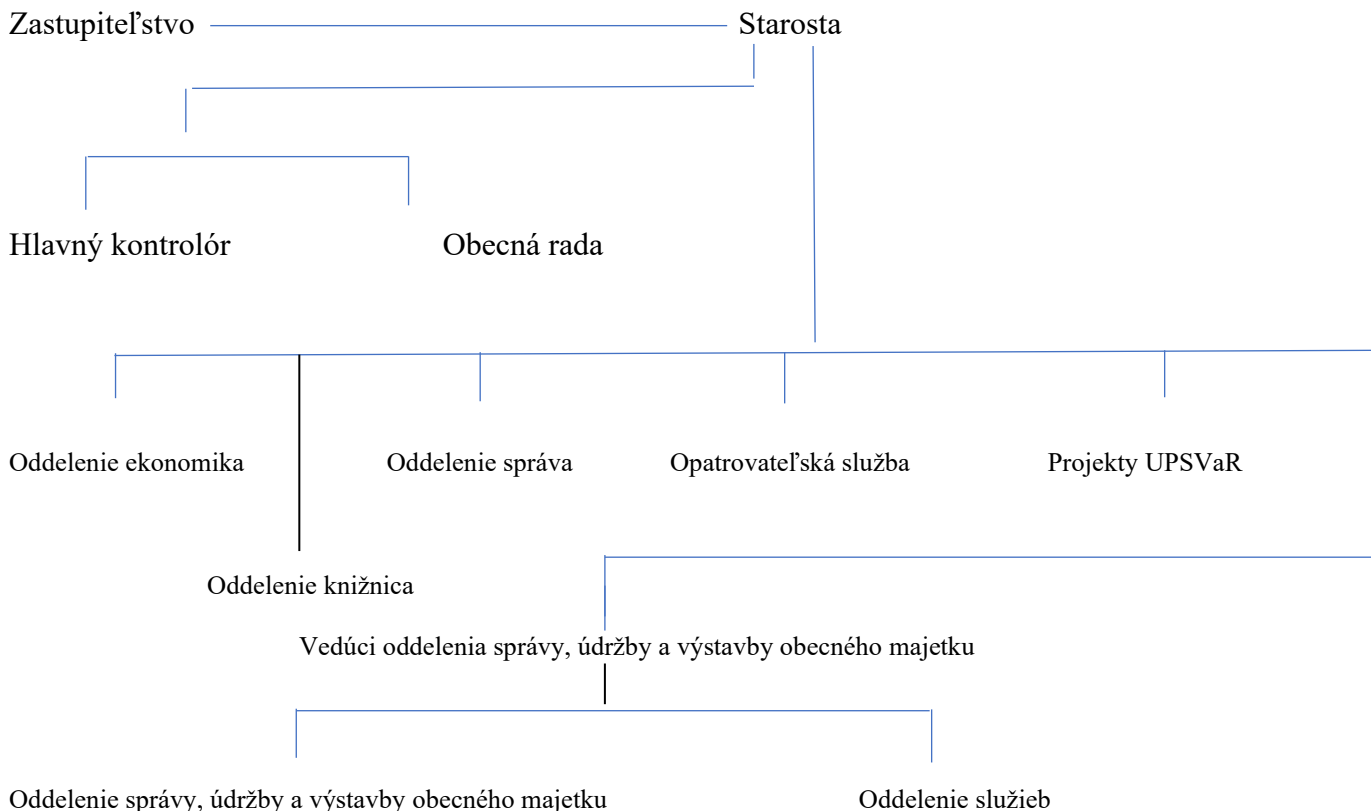 Zastupiteľstvo Starosta
Hlavný kontrolór Obecná rada
Oddelenie ekonomika Oddelenie správa Opatrovateľská služba Projekty UPSVaR
Oddelenie knižnica
Vedúci oddelenia správy, údržby a výstavby obecného majetku
Oddelenie správy, údržby a výstavby obecného majetku Oddelenie služieb